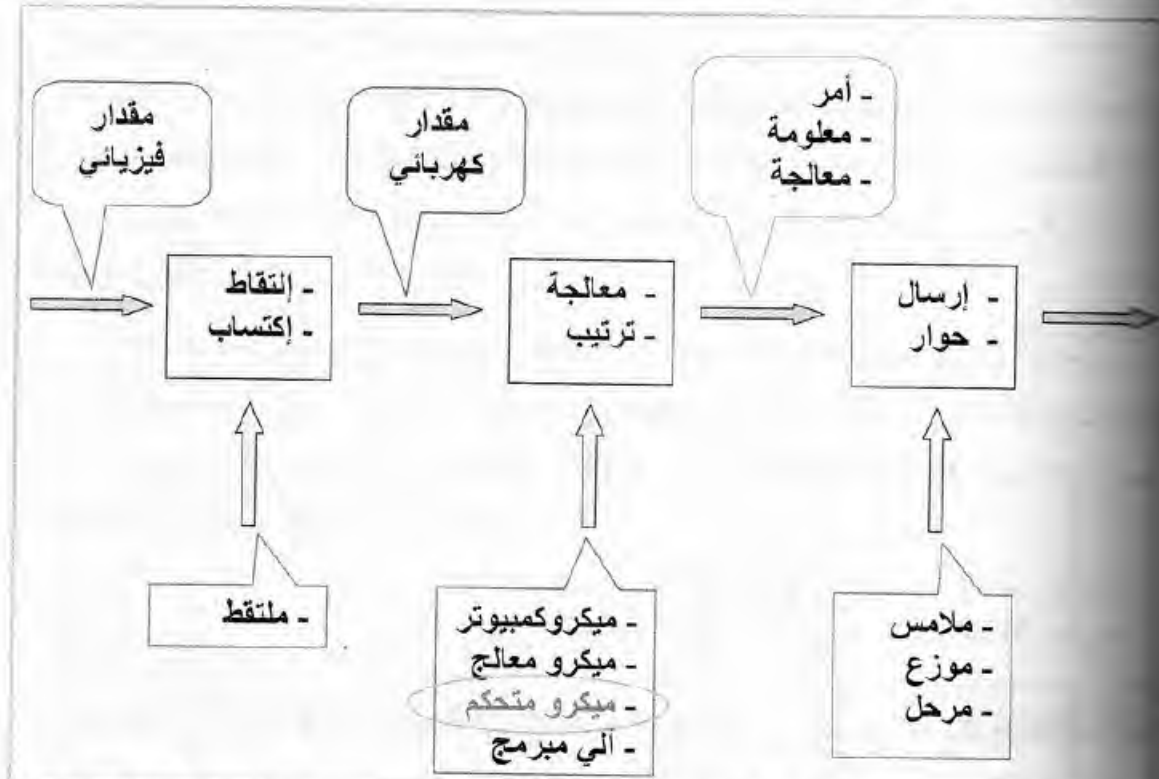 مقدار
فيزيائي
مقدار
كهربائي
- أمر
- معلومة
- معالجة
- إلتقاط
- إكتساب
- معالجة
- ترتيب
- إرسال
- حوار
- ملتقط
- ميكروكمبيوتر
- ميكرو معالج
- ميكرو متحكم
- آلي مبرمج
- ملامس
- موزع
- مرحل